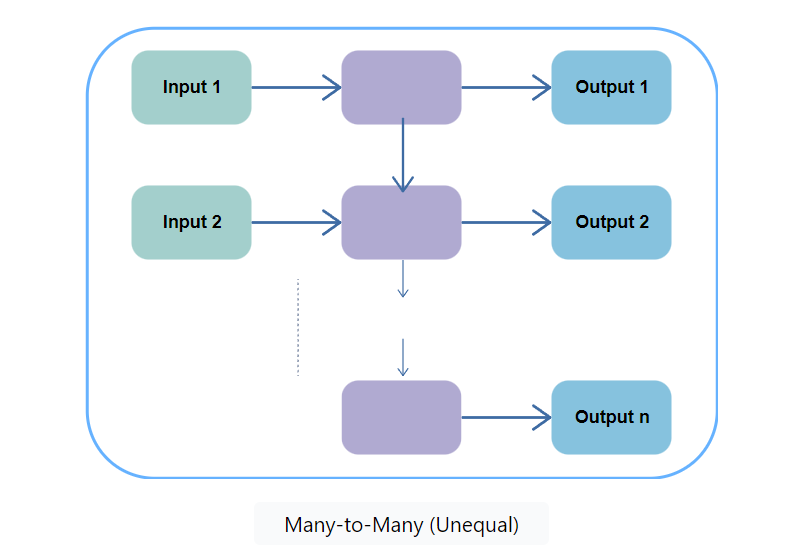 Input 1
Output 1
Input 2
Output 2
Output n
Many-to-Many (Unequal)